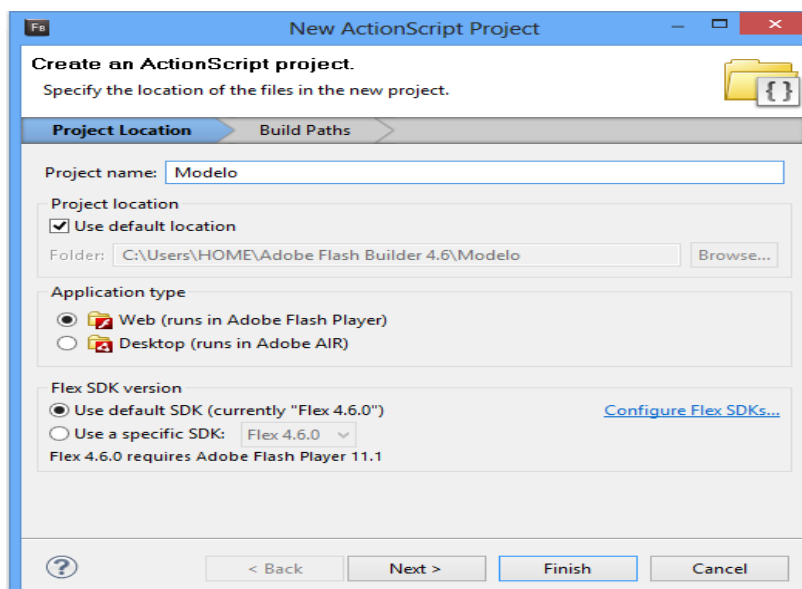 FB New ActionScript Project
Create an ActionScript project.
Specify the location of the files in the new project.
Project Location Build Paths
Project name: Modelo
Project location
Use default location
Folder: C:\Users\HOME\Adobe Flash Builder 4.6\Modelo Browse...
Application type
Web (runs in Adobe Flash Player)
Desktop (runs in Adobe AIR)
Flex SDK version
Use default SDK (currently "Flex 4.6.0") Configure Flex SDKs...
Use a specific SDK: Flex 4.6.0
Flex 4.6.0 requires Adobe Flash Player 11.1
? < Back Next > Finish Cancel